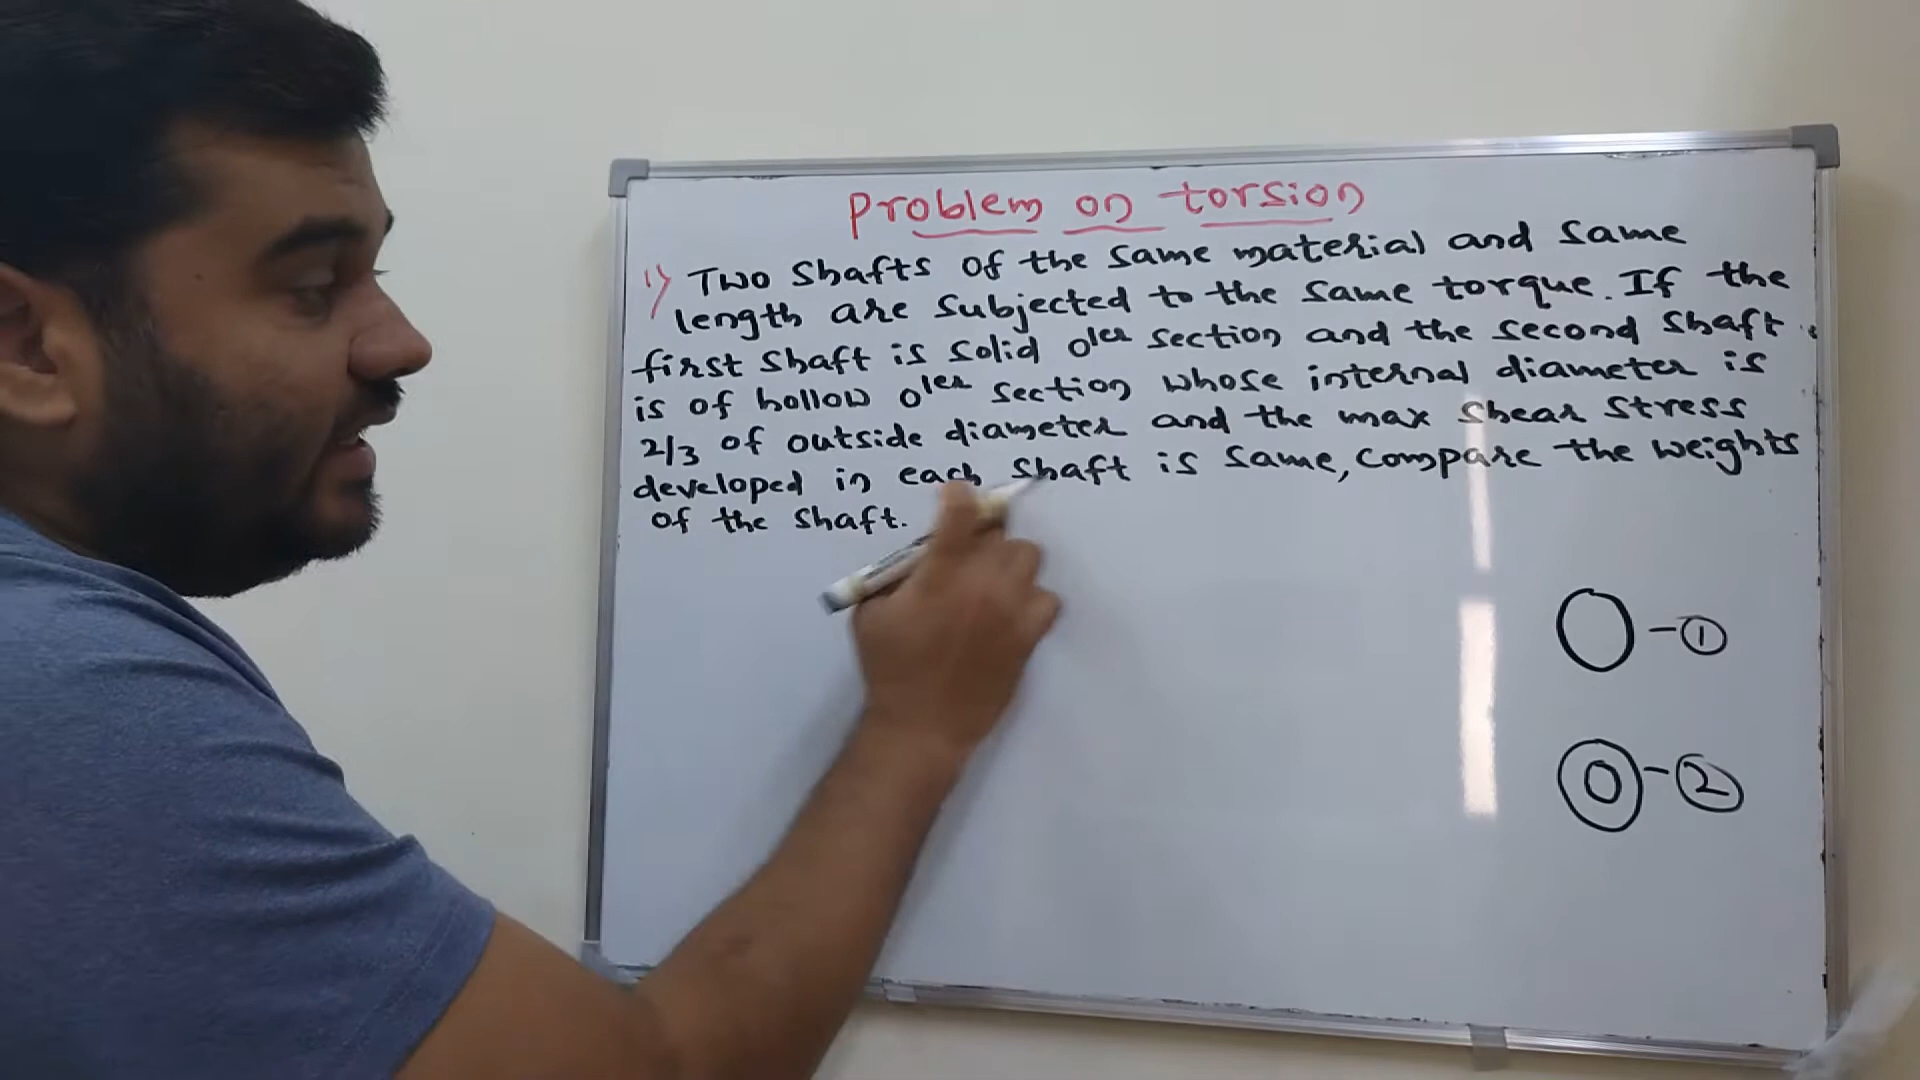 Problem on torsion
1) Two shafts of the same material and same
length are subjected to the same torque. If the
first shaft is solid oler section and the second shaft
is of hollow oler section whose internal diameter is
2/3 of outside diameter and the max shear stress
developed in each shaft is same, compare the weights
of the shaft.
O-①
-②